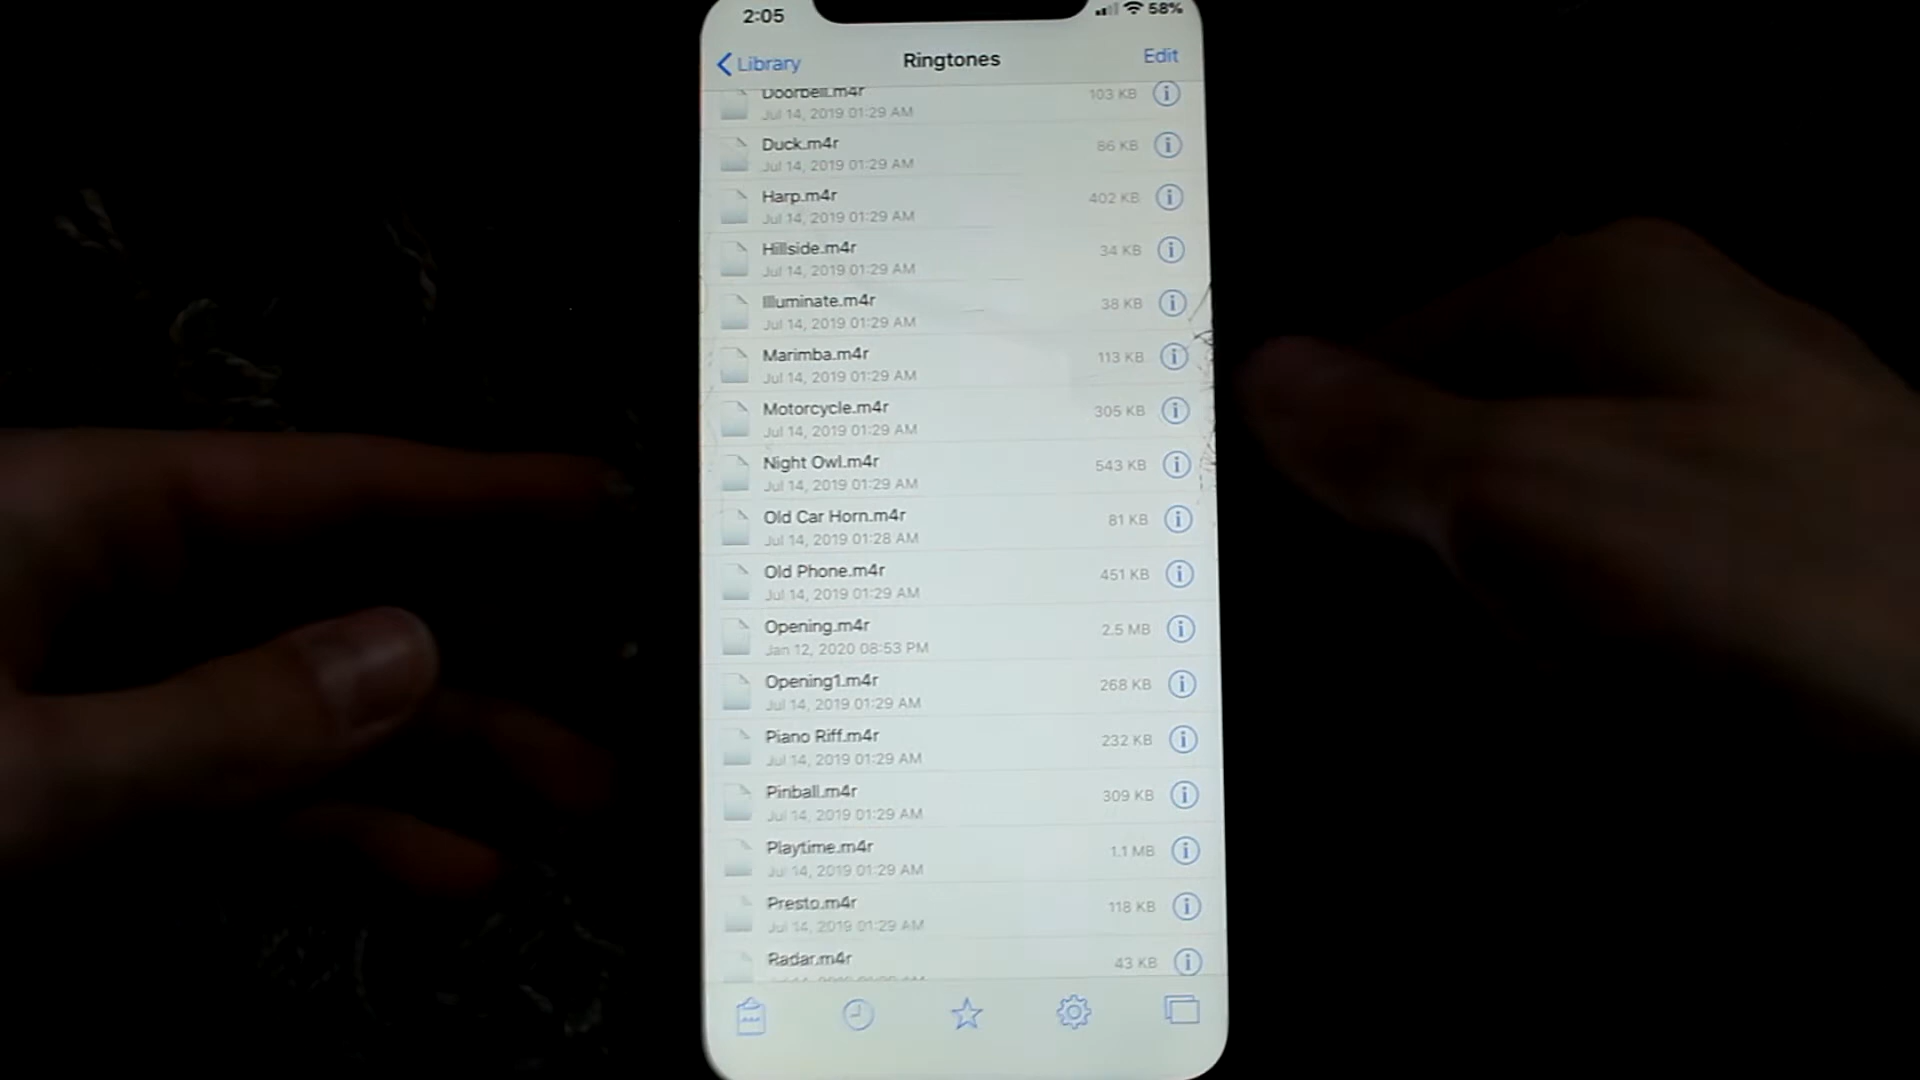 2:05
58%
Library
Ringtones
Edit
Doorbell.m4r
103 KB
Jul 14, 2019 01:29 AM
Duck.m4r
86 KB
Jul 14, 2019 01:29 AM
Harp.m4r
402 KB
Jul 14, 2019 01:29 AM
Hillside.m4r
34 KB
Jul 14, 2019 01:29 AM
Illuminate.m4r
38 KB
Jul 14, 2019 01:29 AM
Marimba.m4r
113 KB
Jul 14, 2019 01:29 AM
Motorcycle.m4r
305 KB
Jul 14, 2019 01:29 AM
Night Owl.m4r
543 KB
Jul 14, 2019 01:29 AM
Old Car Horn.m4r
81 KB
Jul 14, 2019 01:28 AM
Old Phone.m4r
451 KB
Jul 14, 2019 01:29 AM
Opening.m4r
2.5 MB
Jan 12, 2020 08:53 PM
Opening1.m4r
268 KB
Jul 14, 2019 01:29 AM
Piano Riff.m4r
232 KB
Jul 14, 2019 01:29 AM
Pinball.m4r
309 KB
Jul 14, 2019 01:29 AM
Playtime.m4r
1.1 MB
Jul 14, 2019 01:29 AM
Presto.m4r
118 KB
Jul 14, 2019 01:29 AM
Radar.m4r
43 KB